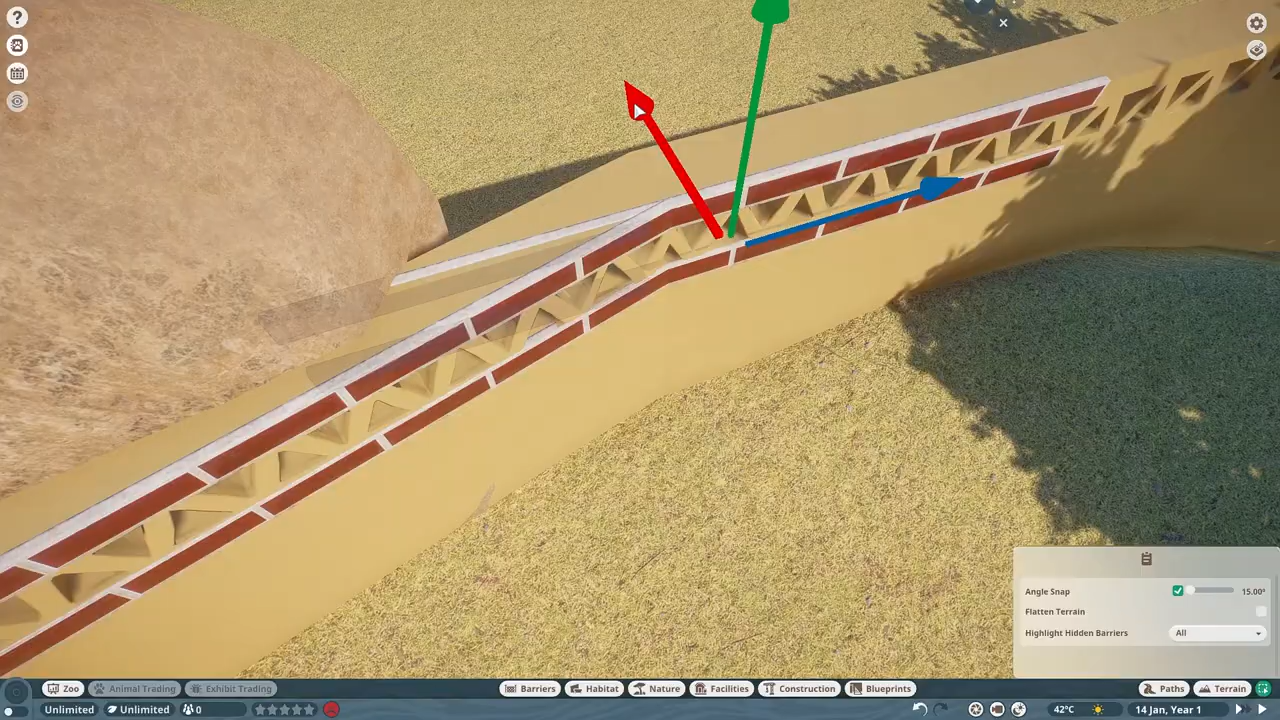 ?
Angle Snap 15.00°
Flatten Terrain
Highlight Hidden Barriers All
Zoo Animal Trading Exhibit Trading Barriers Habitat Nature Facilities Construction Blueprints Paths Terrain
Unlimited Unlimited 0 42°C 14 Jan, Year 1